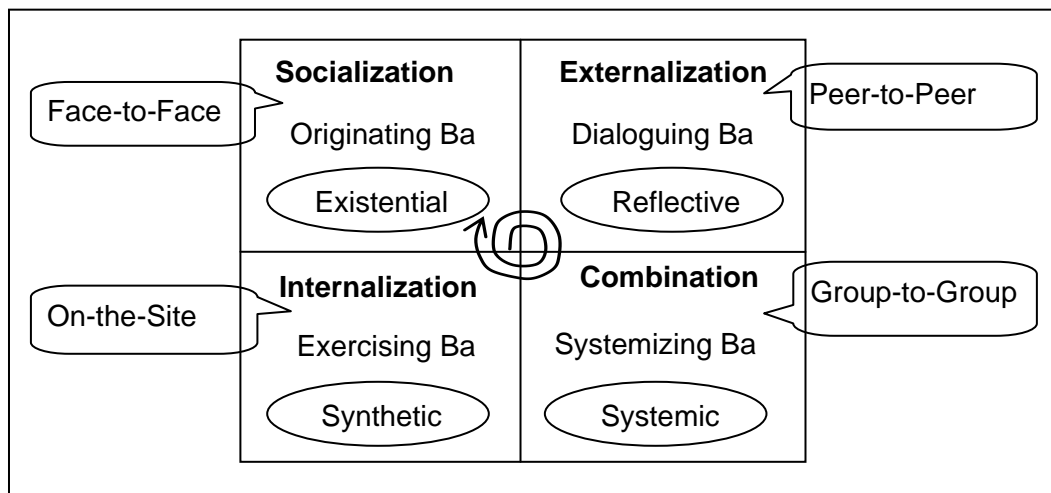 Socialization
Externalization
Face-to-Face
Peer-to-Peer
Originating Ba
Dialoguing Ba
Existential
Reflective
Internalization
Combination
On-the-Site
Group-to-Group
Exercising Ba
Systemizing Ba
Synthetic
Systemic